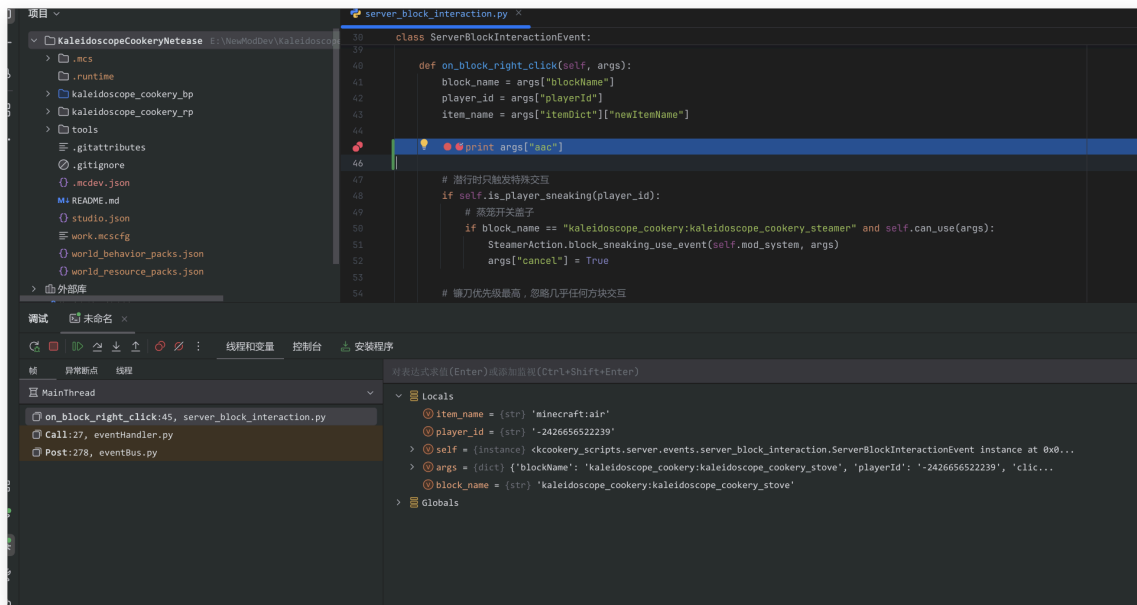 项目
KaleidoscopeCookeryNetease E:\NewModDev\Kaleidoscop
.mcs
.runtime
kaleidoscope_cookery_bp
kaleidoscope_cookery_rp
tools
.gitattributes
.gitignore
.mcdev.json
M↓ README.md
studio.json
work.mcscfg
world_behavior_packs.json
world_resource_packs.json
外部库
server_block_interaction.py ×
30 class ServerBlockInteractionEvent:
39
40 def on_block_right_click(self, args):
41 block_name = args["blockName"]
42 player_id = args["playerId"]
43 item_name = args["itemDict"]["newItemName"]
44
print args["aac"]
46
47 # 潜行时只触发特殊交互
48 if self.is_player_sneaking(player_id):
49 # 蒸笼开关盖子
50 if block_name == "kaleidoscope_cookery:kaleidoscope_cookery_steamer" and self.can_use(args):
51 SteamerAction.block_sneaking_use_event(self.mod_system, args)
52 args["cancel"] = True
53
54 # 镰刀优先级最高，忽略几乎任何方块交互
调试 未命名 ×
线程和变量 控制台 安装程序
帧 异常断点 线程
MainThread
on_block_right_click:45, server_block_interaction.py
Call:27, eventHandler.py
Post:278, eventBus.py
对表达式求值(Enter)或添加监视(Ctrl+Shift+Enter)
Locals
item_name = {str} 'minecraft:air'
player_id = {str} '-2426656522239'
self = {instance} <kcookery_scripts.server.events.server_block_interaction.ServerBlockInteractionEvent instance at 0x0...
args = {dict} {'blockName': 'kaleidoscope_cookery:kaleidoscope_cookery_stove', 'playerId': '-2426656522239', 'clic...
block_name = {str} 'kaleidoscope_cookery:kaleidoscope_cookery_stove'
Globals